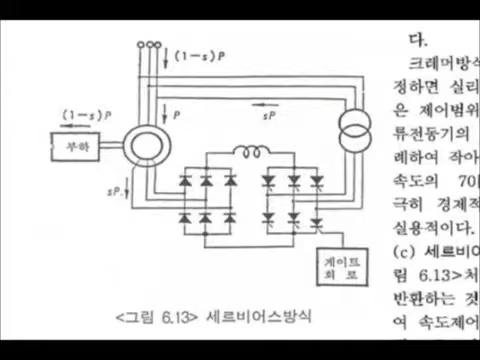 (1-s)P
(1-s)P
P
sP
부하
sP
게이트
회로
<그림 6.13> 세르비어스방식
다.
크레머방식
정하면 실리
은 제어범위
류전동기의
례하여 작아
속도의 70
극히 경제적
실용적이다.
(c) 세르비어
림 6.13>처
반환하는 것
여 속도제어